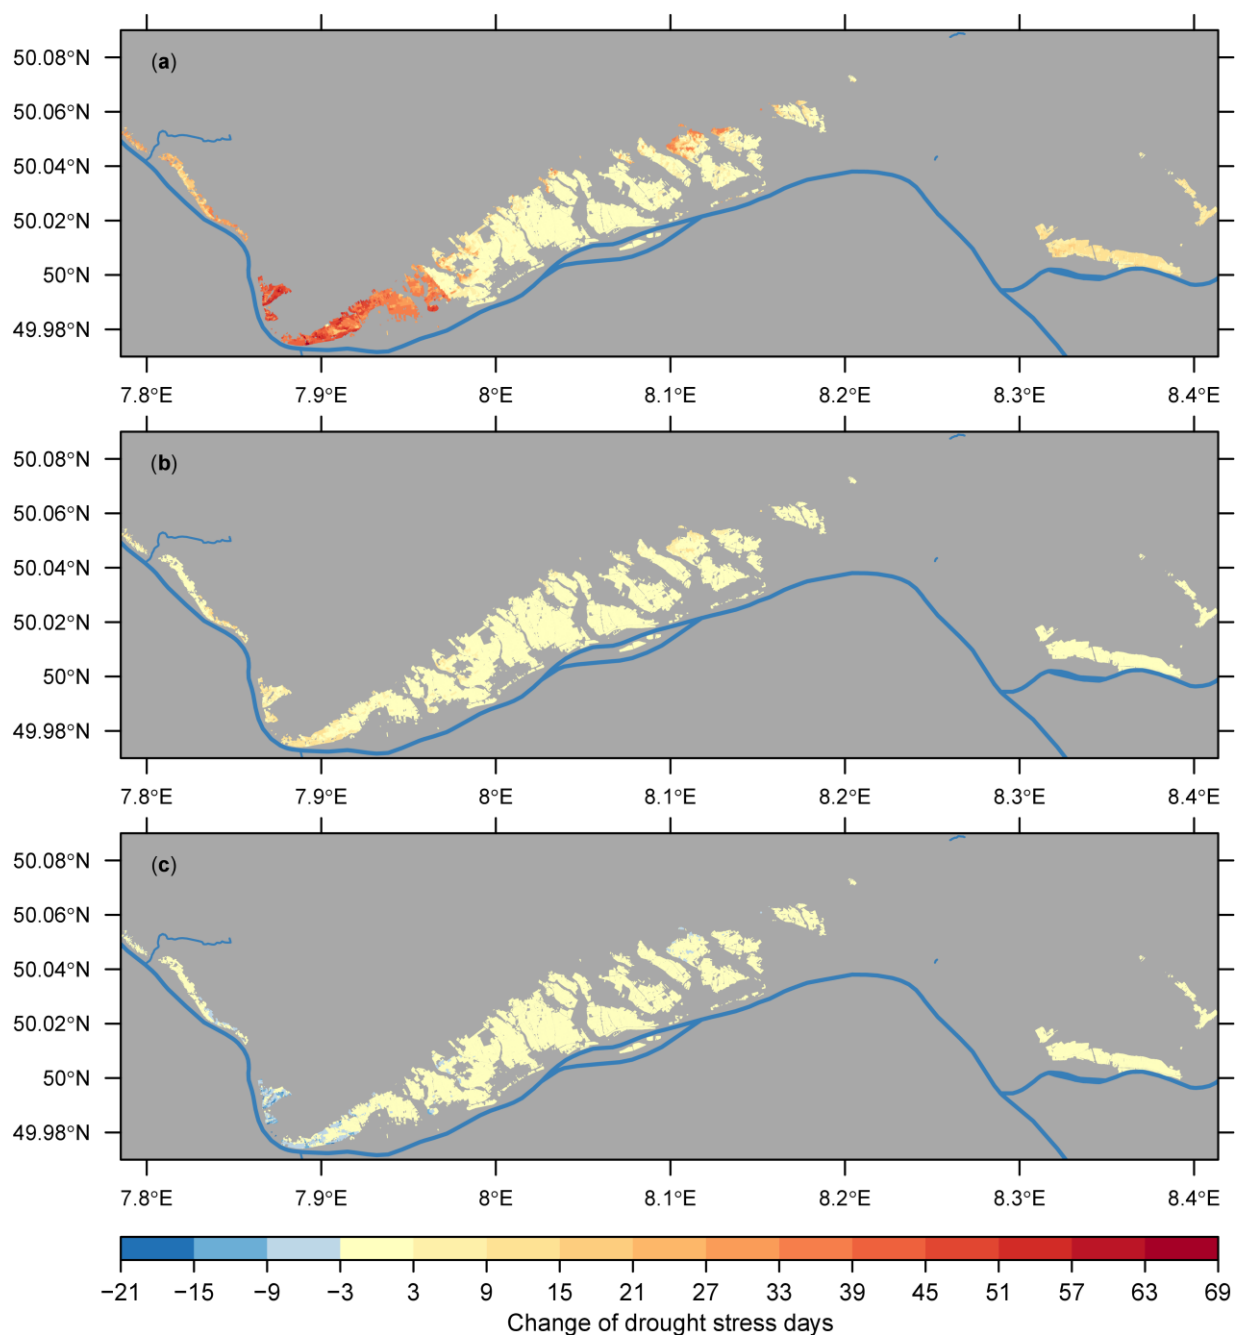 (a)
50.08°N
50.06°N
50.04°N
50.02°N
50°N
49.98°N
7.8°E 7.9°E 8°E 8.1°E 8.2°E 8.3°E 8.4°E
(b)
50.08°N
50.06°N
50.04°N
50.02°N
50°N
49.98°N
7.8°E 7.9°E 8°E 8.1°E 8.2°E 8.3°E 8.4°E
(c)
50.08°N
50.06°N
50.04°N
50.02°N
50°N
49.98°N
7.8°E 7.9°E 8°E 8.1°E 8.2°E 8.3°E 8.4°E
−21 −15 −9 −3 3 9 15 21 27 33 39 45 51 57 63 69
Change of drought stress days